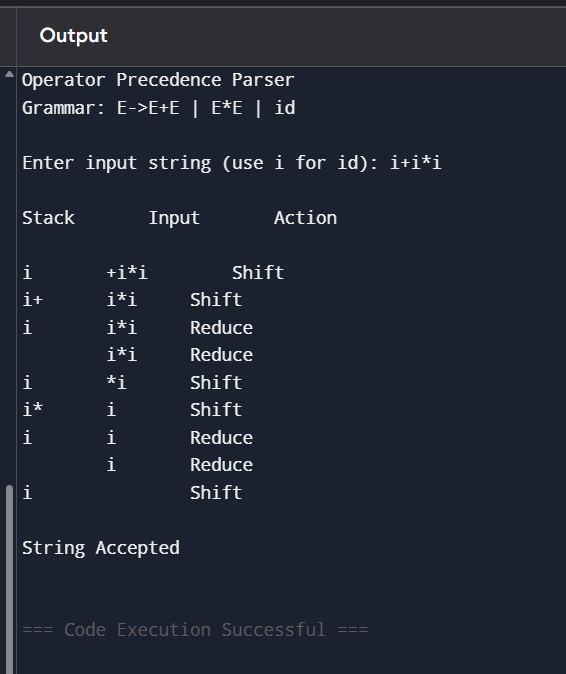 Output
Operator Precedence Parser
Grammar: E->E+E | E*E | id
Enter input string (use i for id): i+i*i
Stack Input Action
i +i*i Shift
i+ i*i Shift
i i*i Reduce
i*i Reduce
i *i Shift
i* i Shift
i i Reduce
i Reduce
i Shift
String Accepted
=== Code Execution Successful ===